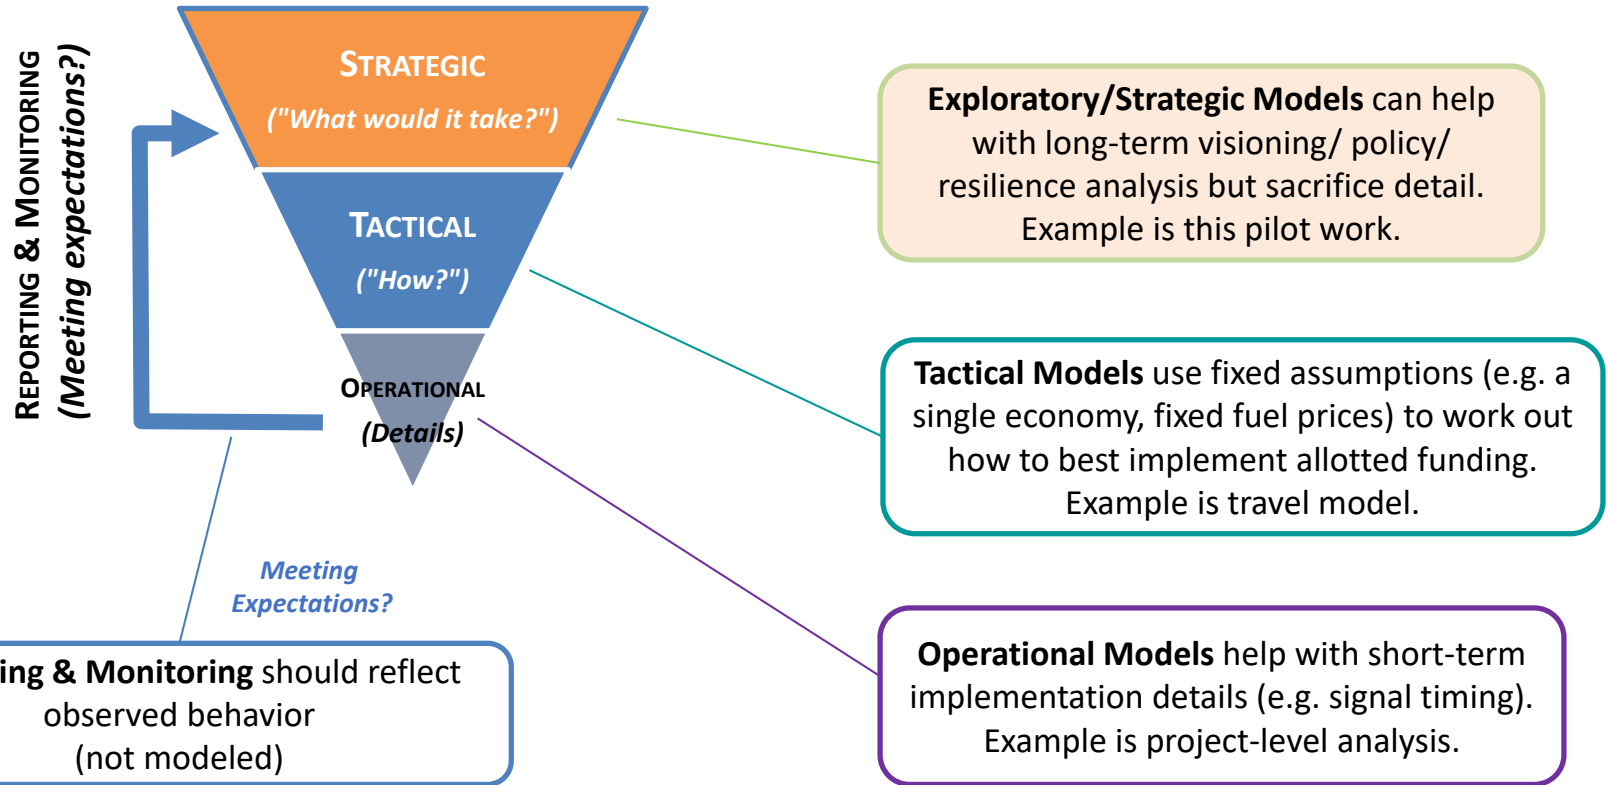 REPORTING & MONITORING
(Meeting expectations?)
STRATEGIC
("What would it take?")
TACTICAL
("How?")
OPERATIONAL
(Details)
Exploratory/Strategic Models can help
with long-term visioning/ policy/
resilience analysis but sacrifice detail.
Example is this pilot work.
Tactical Models use fixed assumptions (e.g. a
single economy, fixed fuel prices) to work out
how to best implement allotted funding.
Example is travel model.
Operational Models help with short-term
implementation details (e.g. signal timing).
Example is project-level analysis.
Meeting
Expectations?
ing & Monitoring should reflect
observed behavior
(not modeled)